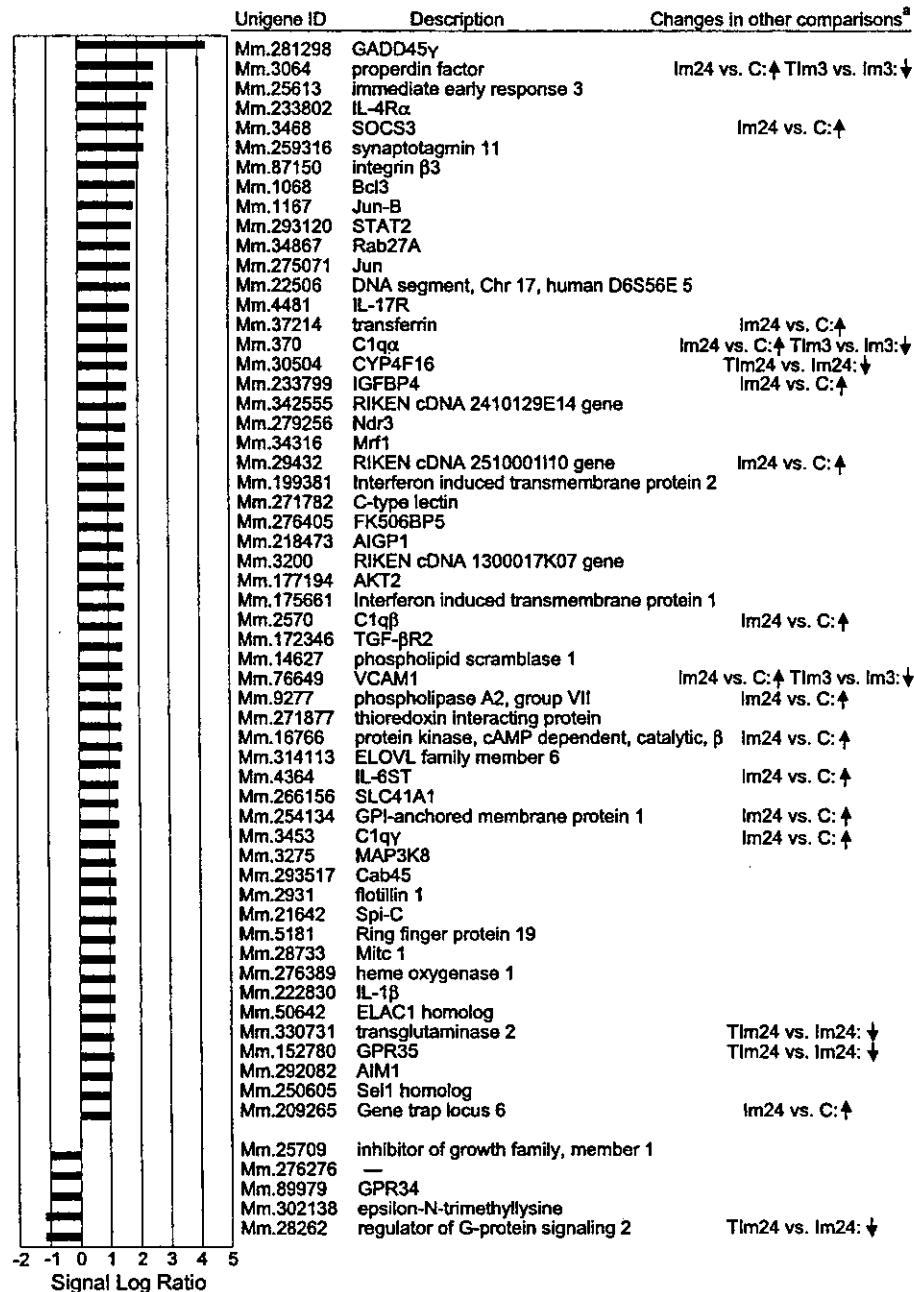 Unigene ID Description Changes in other comparisons a
Mm.281298 GADD45γ
Mm.3064 properdin factor Im24 vs. C:↑ TIm3 vs. Im3:↓
Mm.25613 immediate early response 3
Mm.233802 IL-4Rα
Mm.3468 SOCS3 Im24 vs. C:↑
Mm.259316 synaptotagmin 11
Mm.87150 integrin β3
Mm.1068 Bcl3
Mm.1167 Jun-B
Mm.293120 STAT2
Mm.34867 Rab27A
Mm.275071 Jun
Mm.22506 DNA segment, Chr 17, human D6S56E 5
Mm.4481 IL-17R
Mm.37214 transferrin Im24 vs. C:↑
Mm.370 C1qα Im24 vs. C:↑ TIm3 vs. Im3:↓
Mm.30504 CYP4F16 TIm24 vs. Im24:↓
Mm.233799 IGFBP4 Im24 vs. C:↑
Mm.342555 RIKEN cDNA 2410129E14 gene
Mm.279256 Ndr3
Mm.34316 Mrf1
Mm.29432 RIKEN cDNA 2510001I10 gene Im24 vs. C:↑
Mm.199381 Interferon induced transmembrane protein 2
Mm.271782 C-type lectin
Mm.276405 FK506BP5
Mm.218473 AIGP1
Mm.3200 RIKEN cDNA 1300017K07 gene
Mm.177194 AKT2
Mm.175661 Interferon induced transmembrane protein 1
Mm.2570 C1qβ Im24 vs. C:↑
Mm.172346 TGF-βR2
Mm.14627 phospholipid scramblase 1
Mm.76649 VCAM1 Im24 vs. C:↑ TIm3 vs. Im3:↓
Mm.9277 phospholipase A2, group VII Im24 vs. C:↑
Mm.271877 thioredoxin interacting protein
Mm.16766 protein kinase, cAMP dependent, catalytic, β Im24 vs. C:↑
Mm.314113 ELOVL family member 6
Mm.4364 IL-6ST Im24 vs. C:↑
Mm.266156 SLC41A1
Mm.254134 GPI-anchored membrane protein 1 Im24 vs. C:↑
Mm.3453 C1qγ Im24 vs. C:↑
Mm.3275 MAP3K8
Mm.293517 Cab45
Mm.2931 flotillin 1
Mm.21642 Spi-C
Mm.5181 Ring finger protein 19
Mm.28733 Mitc 1
Mm.276389 heme oxygenase 1
Mm.222830 IL-1β
Mm.50642 ELAC1 homolog
Mm.330731 transglutaminase 2 TIm24 vs. Im24: ↓
Mm.152780 GPR35 TIm24 vs. Im24: ↓
Mm.292082 AIM1
Mm.250605 Sel1 homolog
Mm.209265 Gene trap locus 6 Im24 vs. C:↑
Mm.25709 inhibitor of growth family, member 1
Mm.276276 —
Mm.89979 GPR34
Mm.302138 epsilon-N-trimethyllysine
Mm.28262 regulator of G-protein signaling 2 TIm24 vs. Im24: ↓
-2 -1 0 1 2 3 4 5
Signal Log Ratio